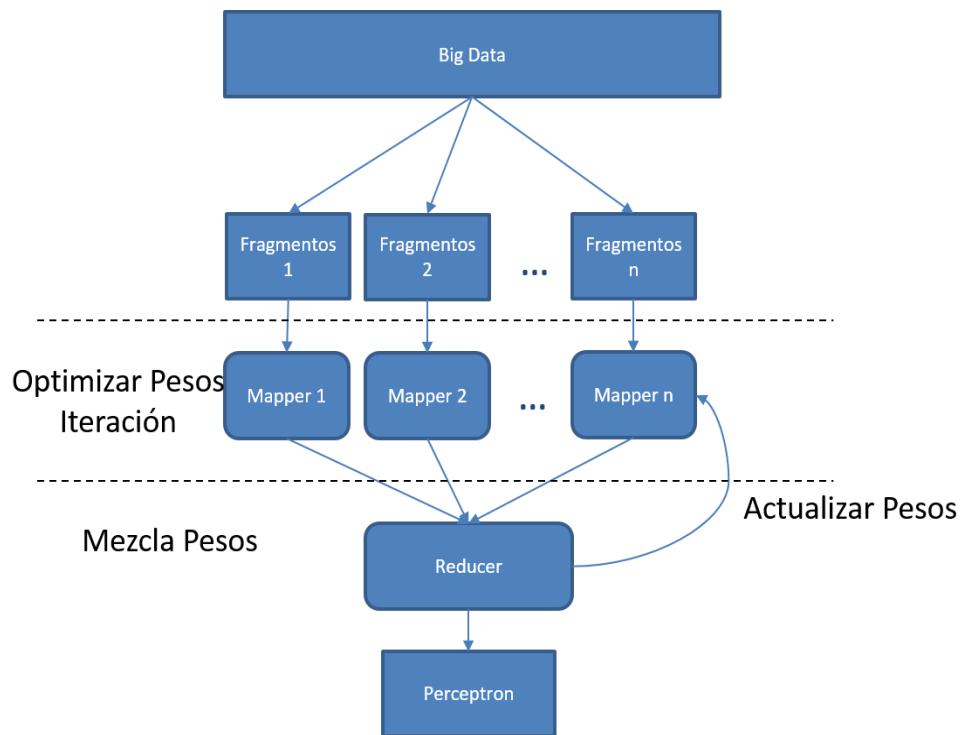 Big Data
Fragmentos
1
Fragmentos
2
...
Fragmentos
n
Optimizar Pesos
Iteración
Mapper 1
Mapper 2
...
Mapper n
Actualizar Pesos
Mezcla Pesos
Reducer
Perceptron